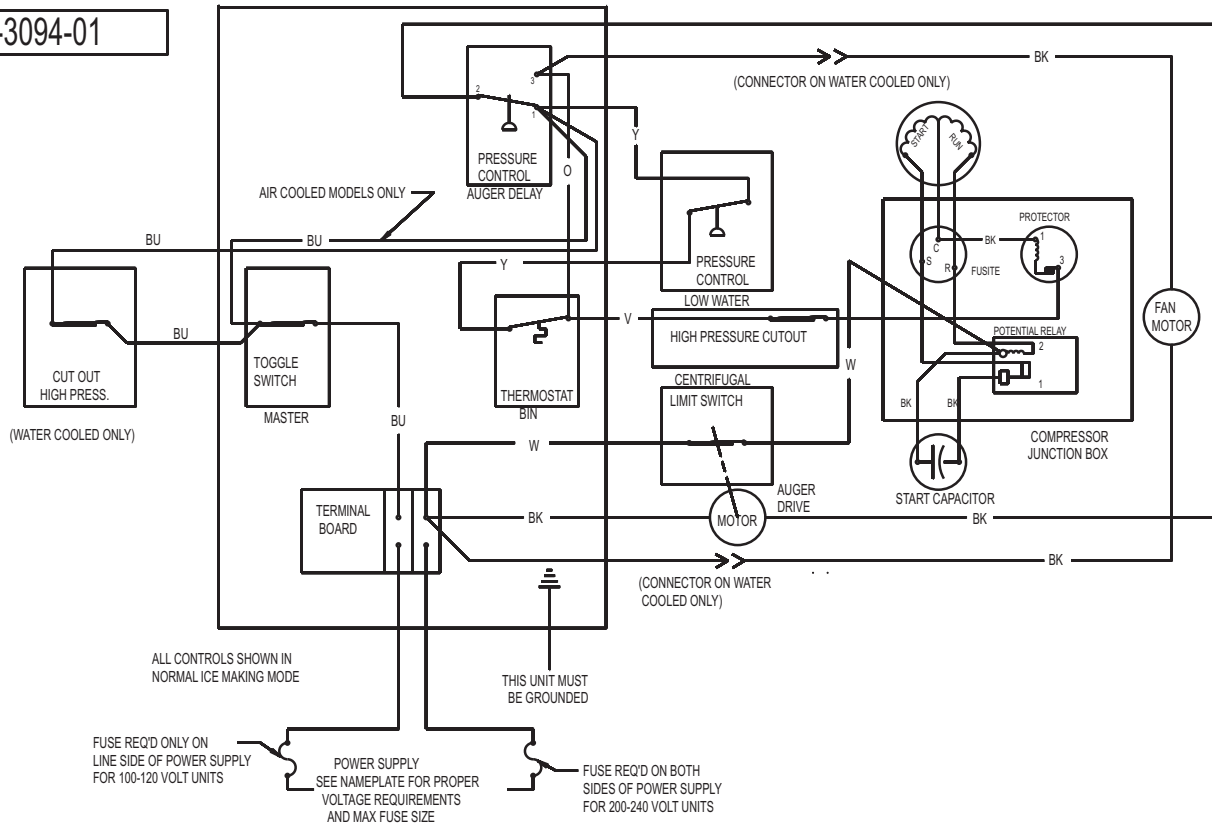 -3094-01
BK
(CONNECTOR ON WATER COOLED ONLY)
3
2
1
PRESSURE
CONTROL
AUGER DELAY
Y
O
START
RUN
AIR COOLED MODELS ONLY
BU
BU
PRESSURE
CONTROL
LOW WATER
PROTECTOR
C
BK
1
S
R
FUSITE
3
Y
FAN
MOTOR
BU
CUT OUT
HIGH PRESS.
(WATER COOLED ONLY)
TOGGLE
SWITCH
MASTER
THERMOSTAT
BIN
V
HIGH PRESSURE CUTOUT
W
POTENTIAL RELAY
2
1
CENTRIFUGAL
LIMIT SWITCH
BK
BK
BU
W
COMPRESSOR
JUNCTION BOX
START CAPACITOR
TERMINAL
BOARD
BK
MOTOR
AUGER
DRIVE
BK
BK
(CONNECTOR ON WATER
COOLED ONLY)
ALL CONTROLS SHOWN IN
NORMAL ICE MAKING MODE
THIS UNIT MUST
BE GROUNDED
FUSE REQ'D ONLY ON
LINE SIDE OF POWER SUPPLY
FOR 100-120 VOLT UNITS
POWER SUPPLY
SEE NAMEPLATE FOR PROPER
VOLTAGE REQUIREMENTS
AND MAX FUSE SIZE
FUSE REQ'D ON BOTH
SIDES OF POWER SUPPLY
FOR 200-240 VOLT UNITS